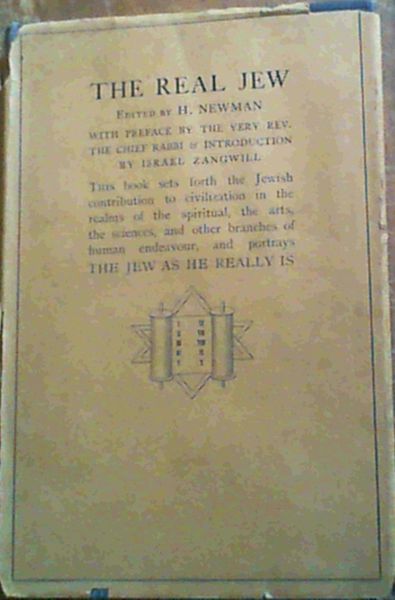 THE REAL JEW
EDITED BY H. NEWMAN
WITH PREFACE BY THE VERY REV.
THE CHIEF RABBI & INTRODUCTION
BY ISRAEL ZANGWILL
This book sets forth the Jewish
contribution to civilization in the
realms of the spiritual, the arts,
the sciences, and other branches of
human endeavour, and portrays
THE JEW AS HE REALLY IS